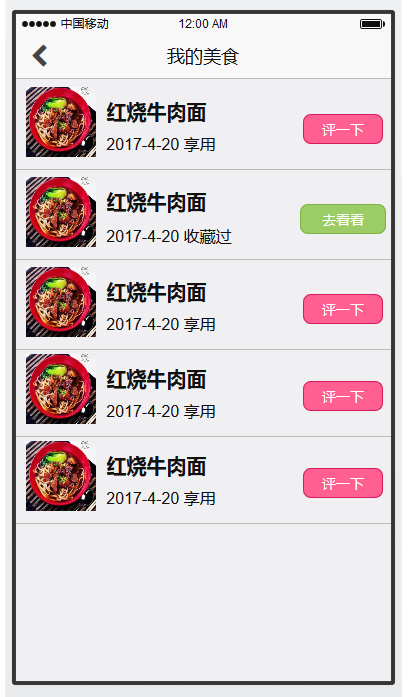 中国移动 12:00 AM
我的美食
红烧牛肉面
2017-4-20 享用
评一下
红烧牛肉面
2017-4-20 收藏过
去看看
红烧牛肉面
2017-4-20 享用
评一下
红烧牛肉面
2017-4-20 享用
评一下
红烧牛肉面
2017-4-20 享用
评一下